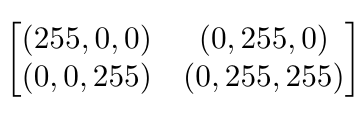 (255, 0, 0) (0, 255, 0)
(0, 0, 255) (0, 255, 255)